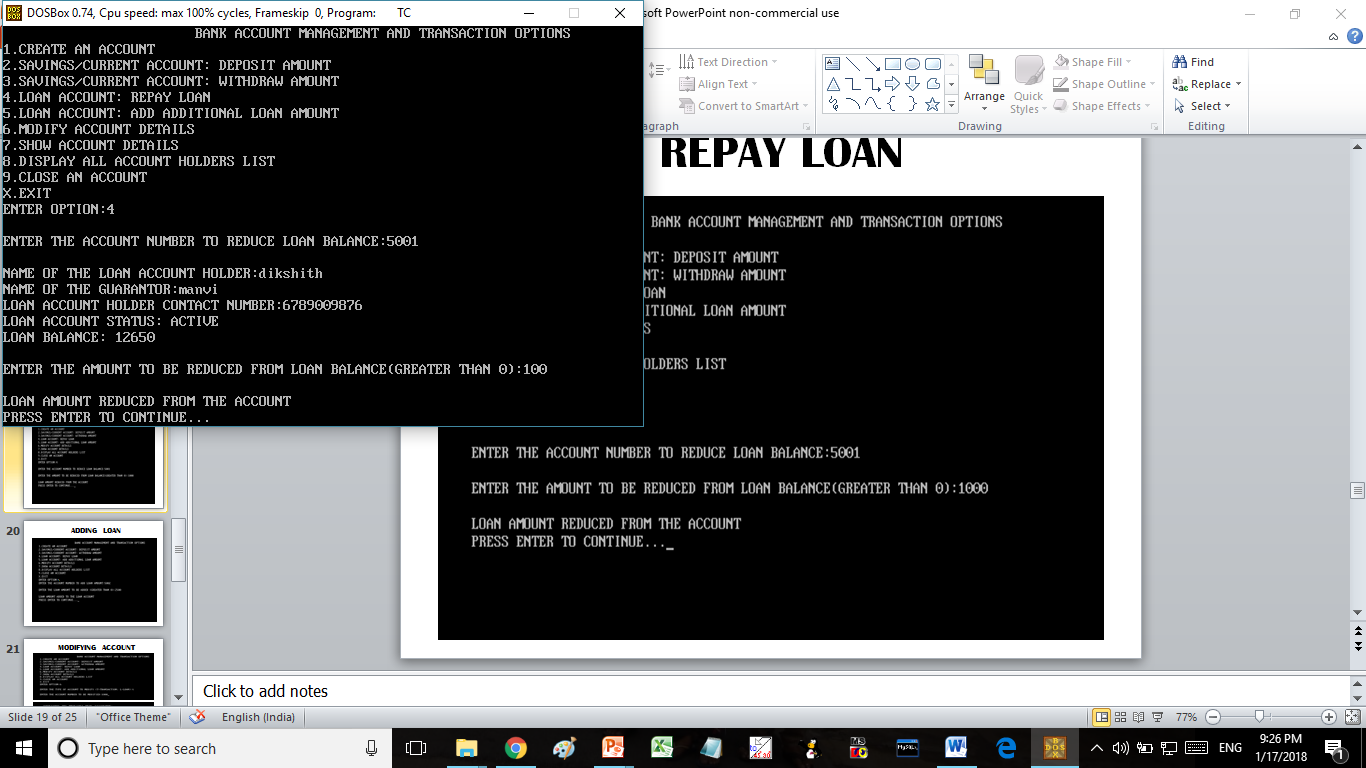 DOSBox 0.74, Cpu speed: max 100% cycles, Frameskip 0, Program: TC
BANK ACCOUNT MANAGEMENT AND TRANSACTION OPTIONS
1.CREATE AN ACCOUNT
2.SAVINGS/CURRENT ACCOUNT: DEPOSIT AMOUNT
3.SAVINGS/CURRENT ACCOUNT: WITHDRAW AMOUNT
4.LOAN ACCOUNT: REPAY LOAN
5.LOAN ACCOUNT: ADD ADDITIONAL LOAN AMOUNT
6.MODIFY ACCOUNT DETAILS
7.SHOW ACCOUNT DETAILS
8.DISPLAY ALL ACCOUNT HOLDERS LIST
9.CLOSE AN ACCOUNT
X.EXIT
ENTER OPTION:4
ENTER THE ACCOUNT NUMBER TO REDUCE LOAN BALANCE:5001
NAME OF THE LOAN ACCOUNT HOLDER:dikshith
NAME OF THE GUARANTOR:manvi
LOAN ACCOUNT HOLDER CONTACT NUMBER:6789009876
LOAN ACCOUNT STATUS: ACTIVE
LOAN BALANCE: 12650
ENTER THE AMOUNT TO BE REDUCED FROM LOAN BALANCE(GREATER THAN 0):100
LOAN AMOUNT REDUCED FROM THE ACCOUNT
PRESS ENTER TO CONTINUE...
soft PowerPoint non-commercial use
Text Direction
Align Text
Convert to SmartArt
agraph
Arrange
Quick
Styles
Shape Fill
Shape Outline
Shape Effects
Drawing
Find
Replace
Select
Editing
REPAY LOAN
BANK ACCOUNT MANAGEMENT AND TRANSACTION OPTIONS
NT: DEPOSIT AMOUNT
NT: WITHDRAW AMOUNT
OAN
ITIONAL LOAN AMOUNT
S
OLDERS LIST
ENTER THE ACCOUNT NUMBER TO REDUCE LOAN BALANCE:5001
ENTER THE AMOUNT TO BE REDUCED FROM LOAN BALANCE(GREATER THAN 0):1000
LOAN AMOUNT REDUCED FROM THE ACCOUNT
PRESS ENTER TO CONTINUE..._
20
ADDING LOAN
21
MODIFYING ACCOUNT
Click to add notes
Slide 19 of 25
"Office Theme"
English (India)
77%
Type here to search
ENG
9:26 PM
1/17/2018
1